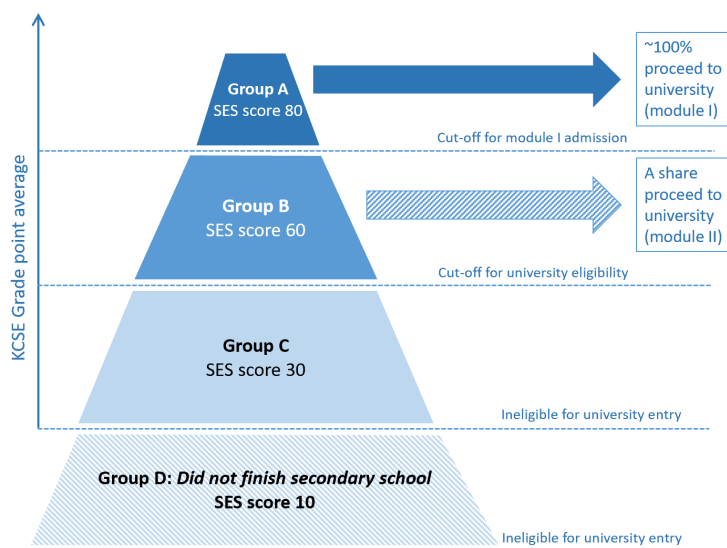 KCSE Grade point average
Group A
SES score 80
~100%
proceed to
university
(module I)
Cut-off for module I admission
Group B
SES score 60
A share
proceed to
university
(module II)
Cut-off for university eligibility
Group C
SES score 30
Ineligible for university entry
Group D: Did not finish secondary school
SES score 10
Ineligible for university entry